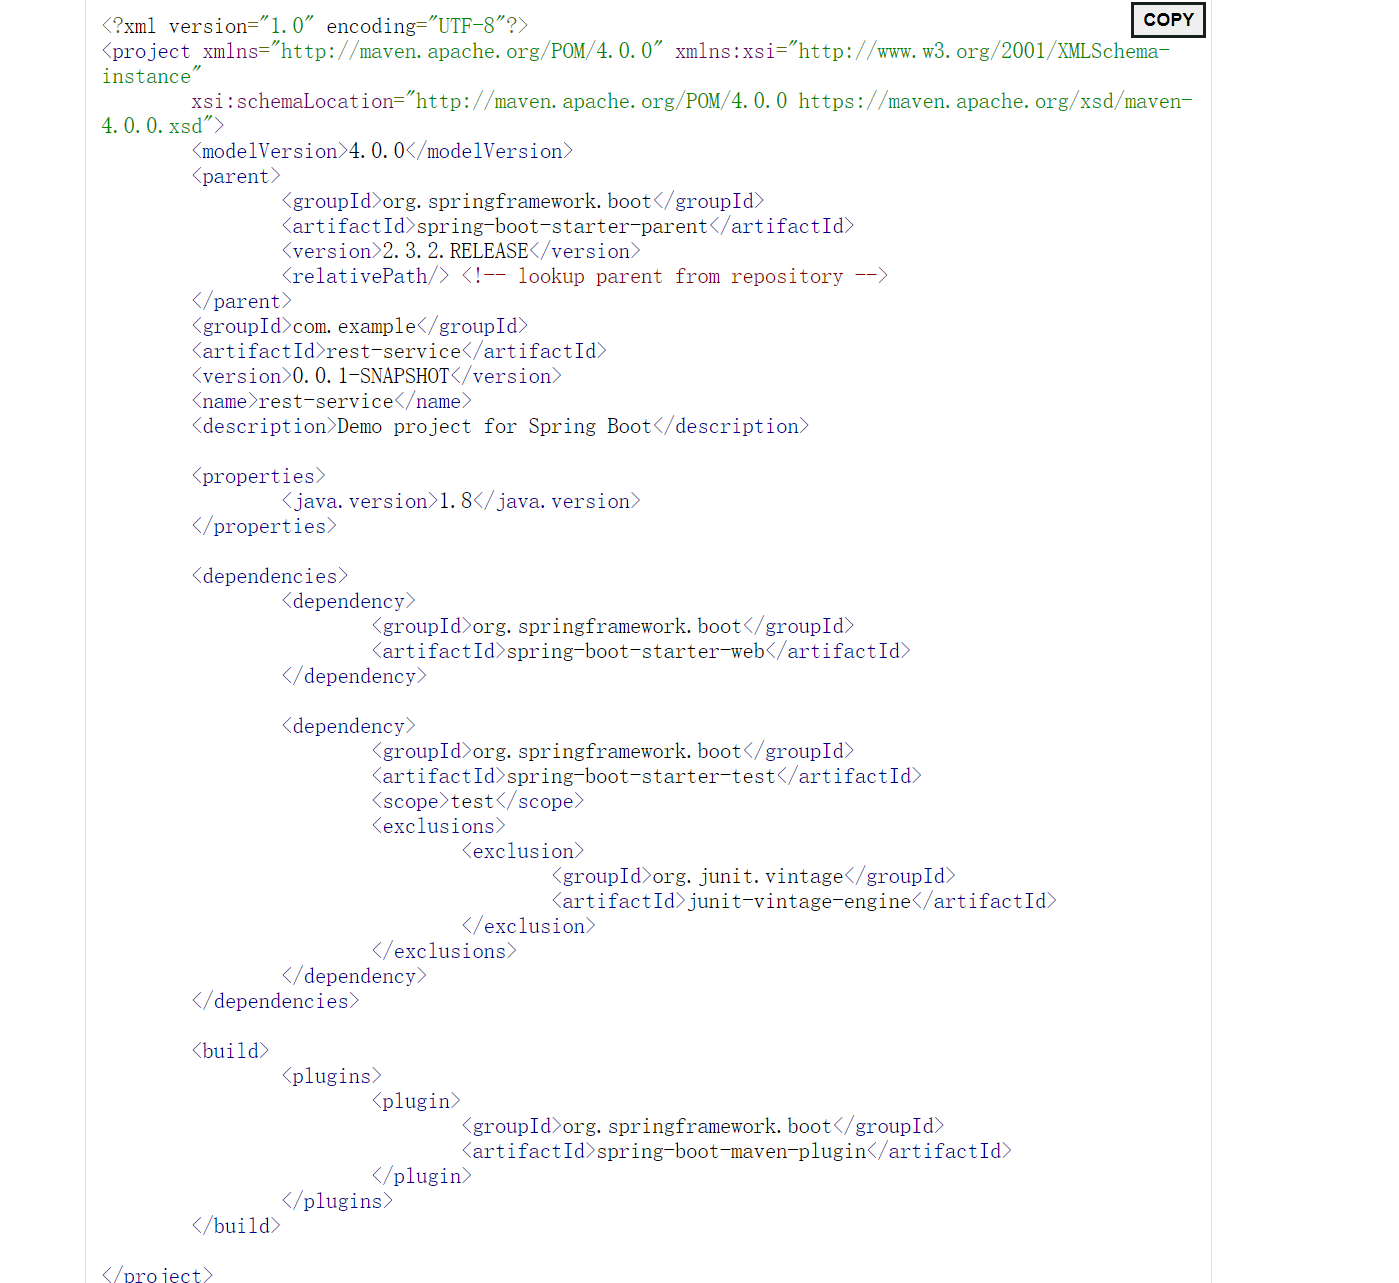 COPY
<?xml version="1.0" encoding="UTF-8"?>
<project xmlns="http://maven.apache.org/POM/4.0.0" xmlns:xsi="http://www.w3.org/2001/XMLSchema-
instance"
        xsi:schemaLocation="http://maven.apache.org/POM/4.0.0 https://maven.apache.org/xsd/maven-
4.0.0.xsd">
        <modelVersion>4.0.0</modelVersion>
        <parent>
                <groupId>org.springframework.boot</groupId>
                <artifactId>spring-boot-starter-parent</artifactId>
                <version>2.3.2.RELEASE</version>
                <relativePath/> <!-- lookup parent from repository -->
        </parent>
        <groupId>com.example</groupId>
        <artifactId>rest-service</artifactId>
        <version>0.0.1-SNAPSHOT</version>
        <name>rest-service</name>
        <description>Demo project for Spring Boot</description>

        <properties>
                <java.version>1.8</java.version>
        </properties>

        <dependencies>
                <dependency>
                        <groupId>org.springframework.boot</groupId>
                        <artifactId>spring-boot-starter-web</artifactId>
                </dependency>

                <dependency>
                        <groupId>org.springframework.boot</groupId>
                        <artifactId>spring-boot-starter-test</artifactId>
                        <scope>test</scope>
                        <exclusions>
                                <exclusion>
                                        <groupId>org.junit.vintage</groupId>
                                        <artifactId>junit-vintage-engine</artifactId>
                                </exclusion>
                        </exclusions>
                </dependency>
        </dependencies>

        <build>
                <plugins>
                        <plugin>
                                <groupId>org.springframework.boot</groupId>
                                <artifactId>spring-boot-maven-plugin</artifactId>
                        </plugin>
                </plugins>
        </build>

</project>